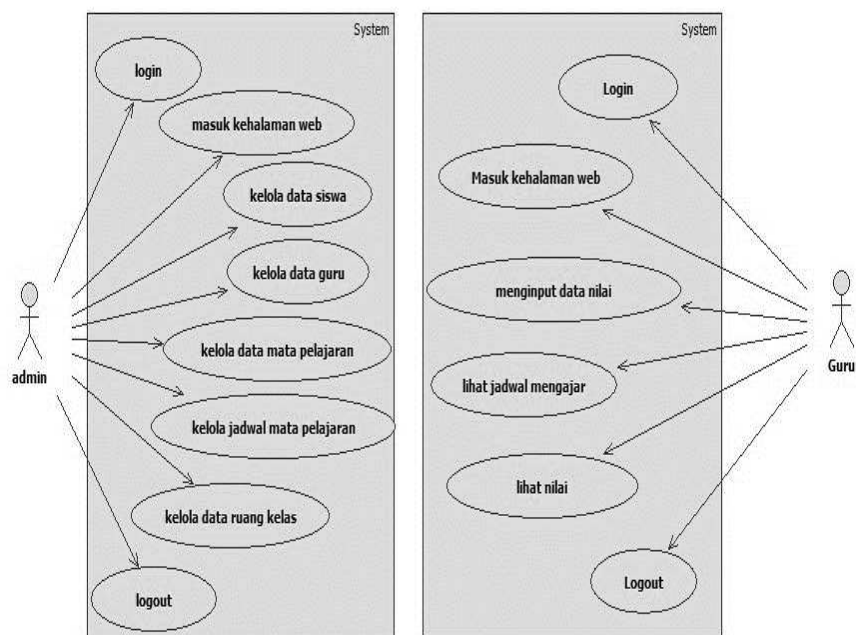 System
login
masuk kehalaman web
kelola data siswa
kelola data guru
kelola data mata pelajaran
kelola jadwal mata pelajaran
kelola data ruang kelas
logout
admin
System
Login
Masuk kehalaman web
menginput data nilai
lihat jadwal mengajar
lihat nilai
Logout
Guru